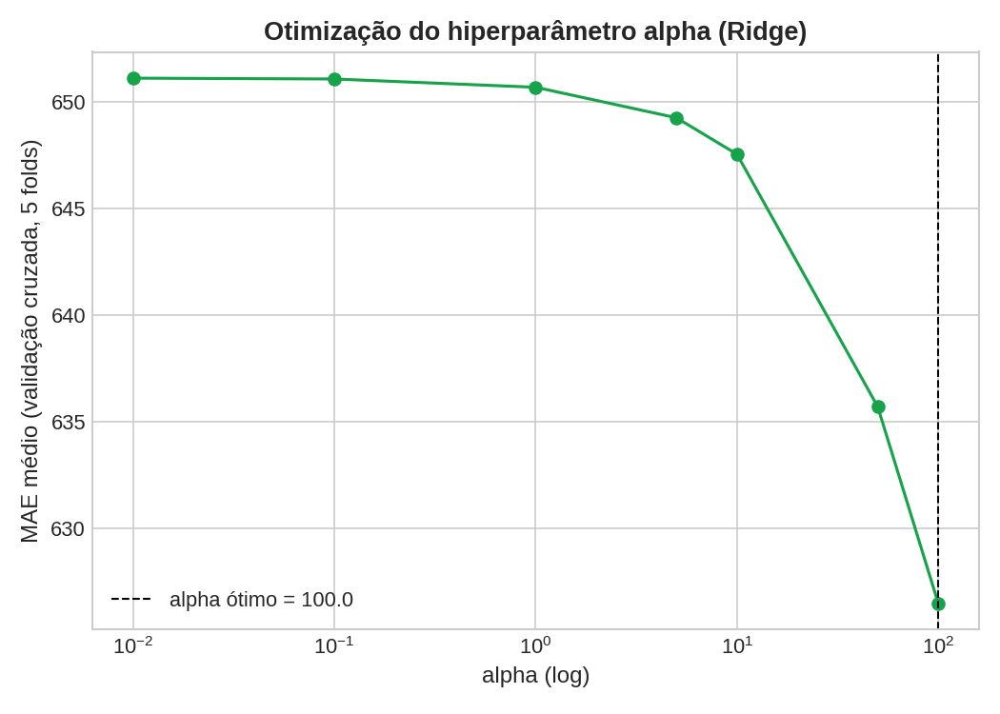 Otimização do hiperparâmetro alpha (Ridge)
MAE médio (validação cruzada, 5 folds)
650
645
640
635
630
alpha ótimo = 100.0
10⁻² 10⁻¹ 10⁰ 10¹ 10²
alpha (log)